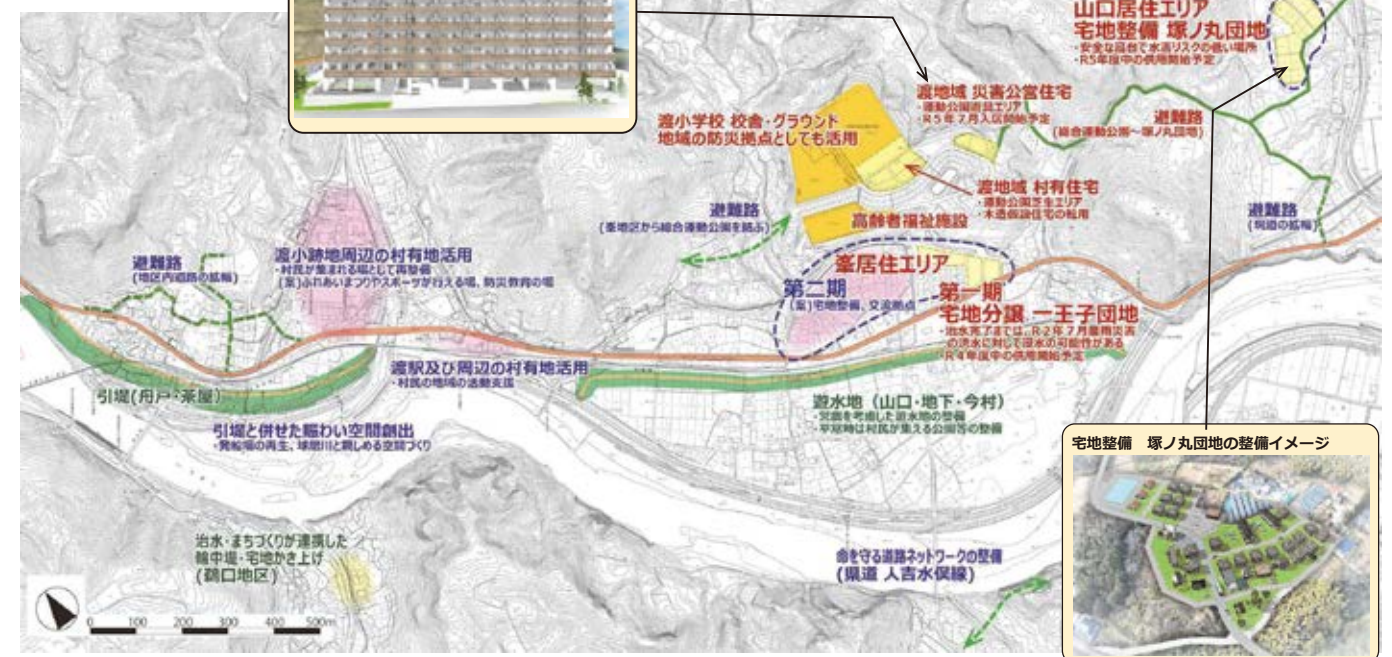 山口居住エリア
宅地整備 塚ノ丸団地
・安全な高台で水害リスクの低い場所
・R5年度中の供用開始予定
渡地域 災害公営住宅
・運動公園西且エリア
・R5年7月入居開始予定
渡小学校 校舎・グラウンド
地域の防災拠点としても活用
避難路
(総合運動公園～塚ノ丸団地)
渡地域 村有住宅
・運動公園芝生エリア
・木造仮設住宅の転用
避難路
(峯地区から総合運動公園を結ぶ)
高齢者福祉施設
避難路
(現道の拡幅)
避難路
(地区内道路の拡幅)
渡小跡地周辺の村有地活用
・村民が集まれる場として再整備
(案)ふれあいまつりやスポーツが行える場、防災教育の場
峯居住エリア
第二期
(案)宅地整備、交流拠点
第一期
宅地分譲 一王子団地
・治水完了までは、R2年7月豪雨災害
の洪水に対して浸水の可能性がある
・R4年度中の供用開始予定
渡駅及び周辺の村有地活用
・村民の地域の活動支援
引堤(舟戸・茶屋)
引堤と併せた賑わい空間創出
・発船場の再生、球磨川と親しめる空間づくり
遊水地（山口・地下・今村）
・営農を考慮した遊水地の整備
・平常時は村民が集える公園等の整備
治水・まちづくりが連携した
輪中堤・宅地かさ上げ
(鶴口地区)
命を守る道路ネットワークの整備
(県道 人吉水俣線)
宅地整備　塚ノ丸団地の整備イメージ
0 100 200 300 400 500m